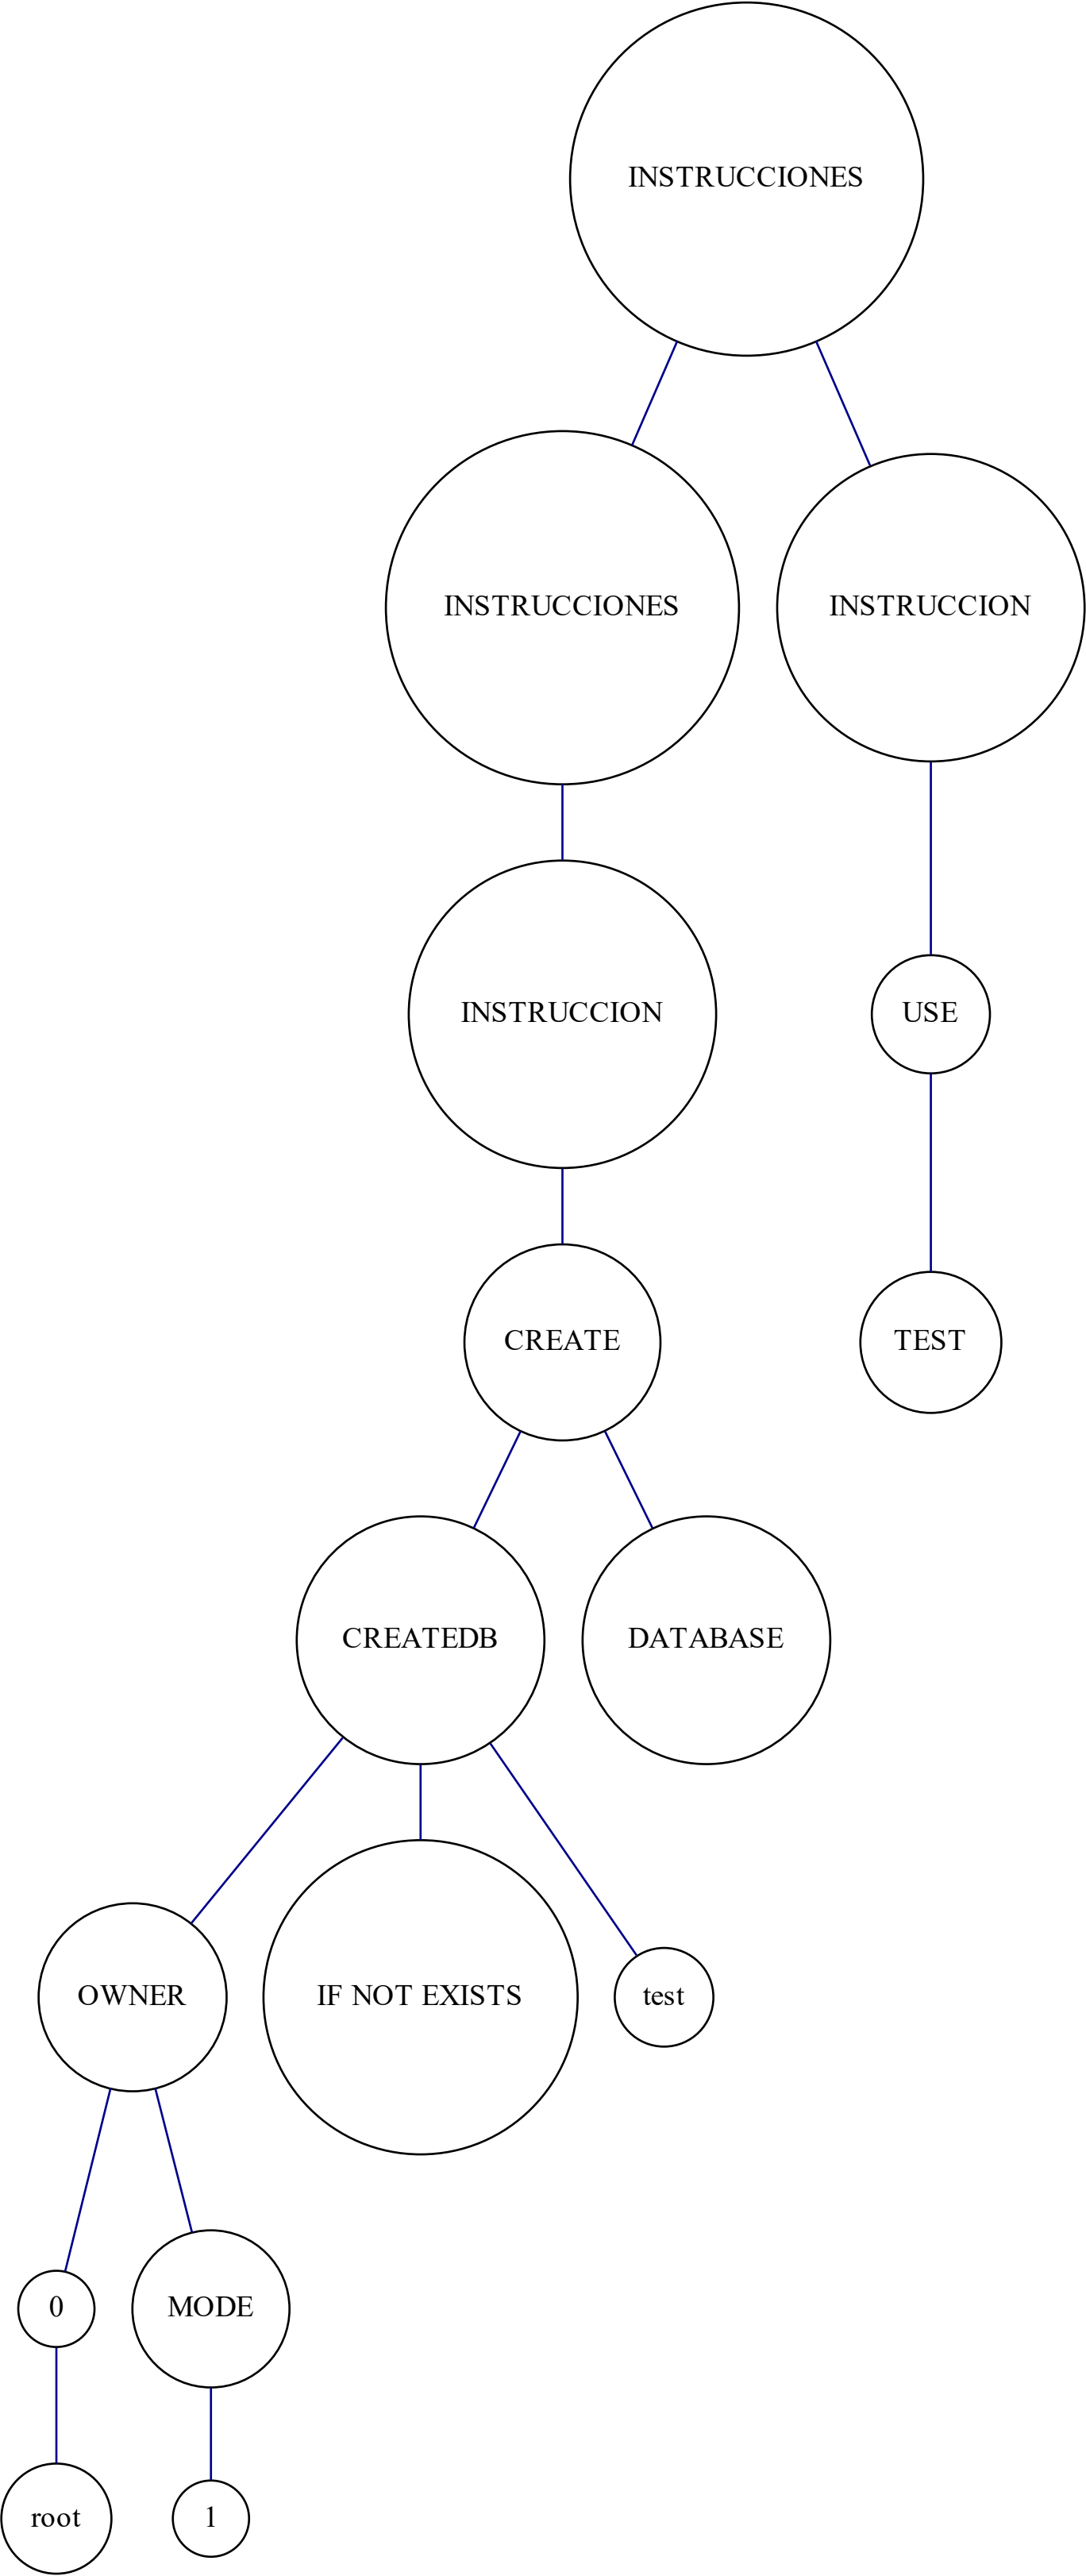 INSTRUCCIONES
INSTRUCCIONES
INSTRUCCION
INSTRUCCION
USE
CREATE
TEST
CREATEDB
DATABASE
OWNER
IF NOT EXISTS
test
0
MODE
root
1